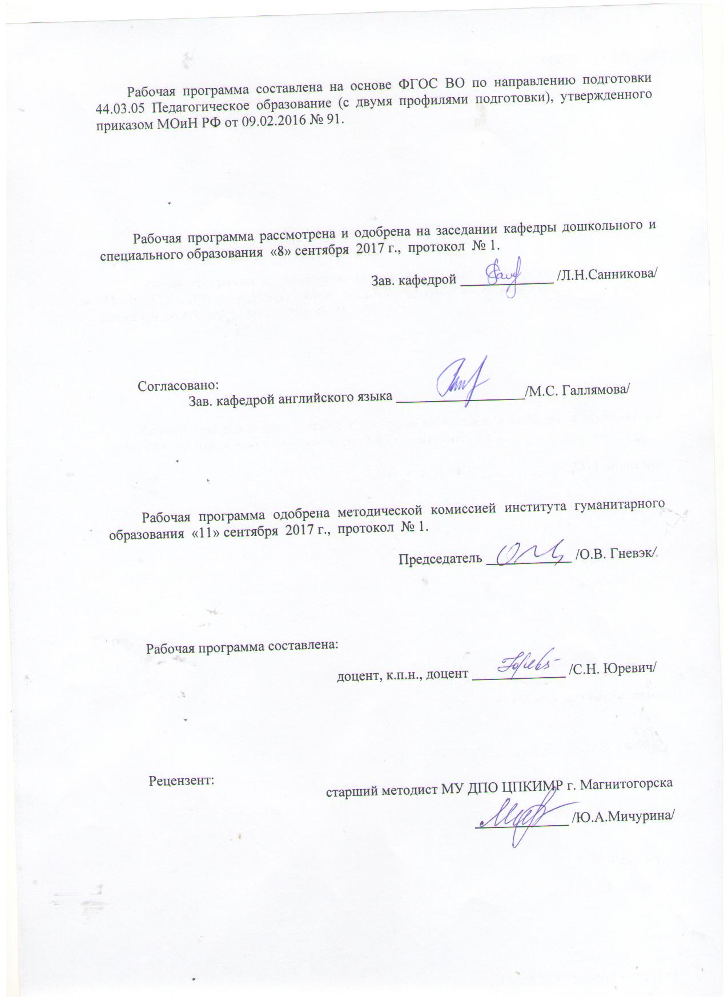 Рабочая программа составлена на основе ФГОС ВО по направлению подготовки
44.03.05 Педагогическое образование (с двумя профилями подготовки), утвержденного
приказом МОиН РФ от 09.02.2016 № 91.
Рабочая программа рассмотрена и одобрена на заседании кафедры дошкольного и
специального образования «8» сентября 2017 г., протокол № 1.
Зав. кафедрой _____________ /Л.Н.Санникова/
Согласовано:
Зав. кафедрой английского языка __________________/М.С. Галлямова/
Рабочая программа одобрена методической комиссией института гуманитарного
образования «11» сентября 2017 г., протокол № 1.
Председатель ____________ /О.В. Гневэк/
Рабочая программа составлена:
доцент, к.п.н., доцент _____________ /С.Н. Юревич/
Рецензент:
старший методист МУ ДПО ЦПКИМР г. Магнитогорска
_____________ /Ю.А.Мичурина/